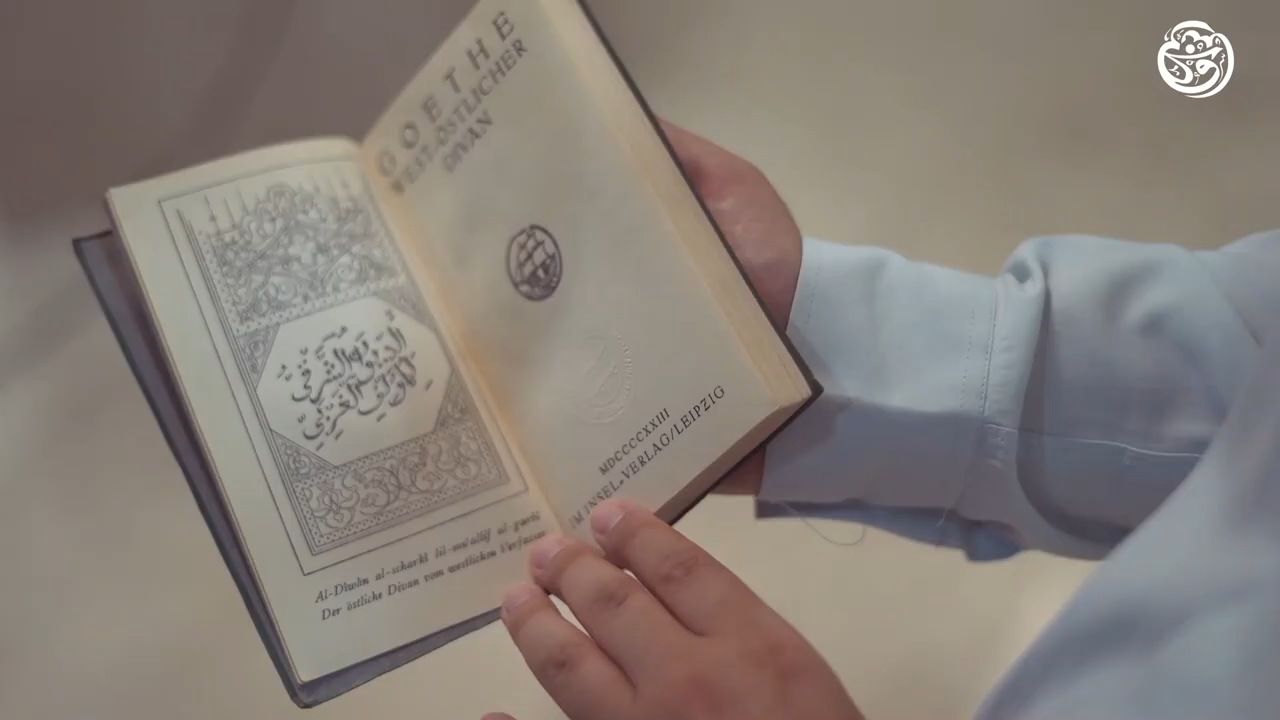 الديوان الشرقي
للمؤلف الغربي
Al-Dîwân al-scharkî lil-mu'allif al-garbî
Der östliche Divan vom westlichen Verfasser
GOETHE
WEST-ÖSTLICHER
DIVAN
MDCCCCXXIII
IM INSEL-VERLAG/LEIPZIG